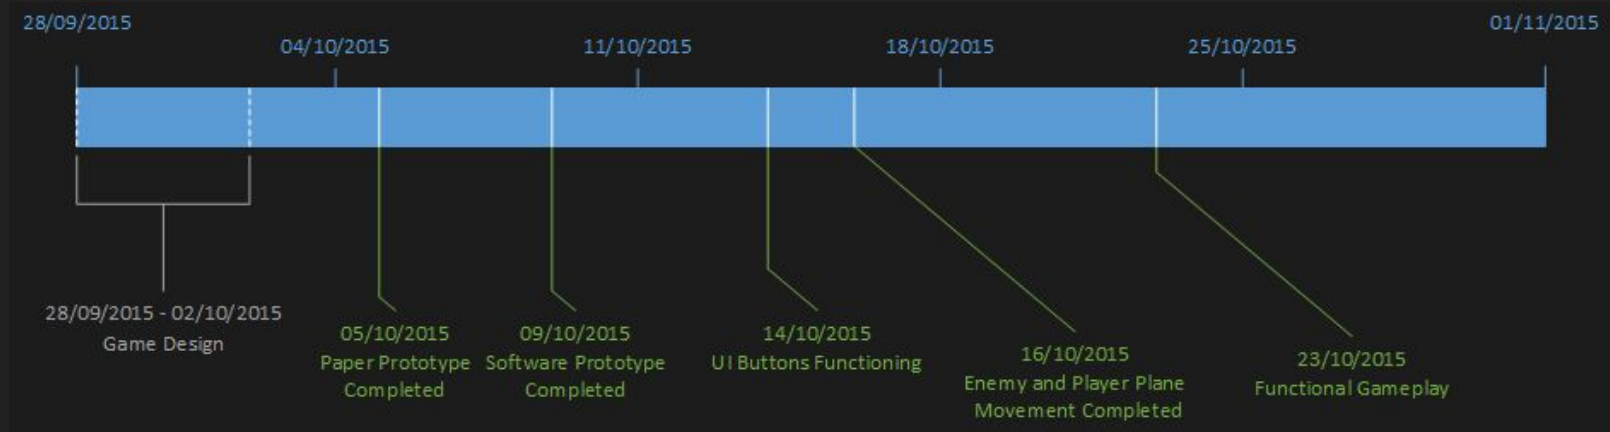 28/09/2015
01/11/2015
04/10/2015
11/10/2015
18/10/2015
25/10/2015
28/09/2015 - 02/10/2015
Game Design
05/10/2015
Paper Prototype
Completed
09/10/2015
Software Prototype
Completed
14/10/2015
UI Buttons Functioning
16/10/2015
Enemy and Player Plane
Movement Completed
23/10/2015
Functional Gameplay